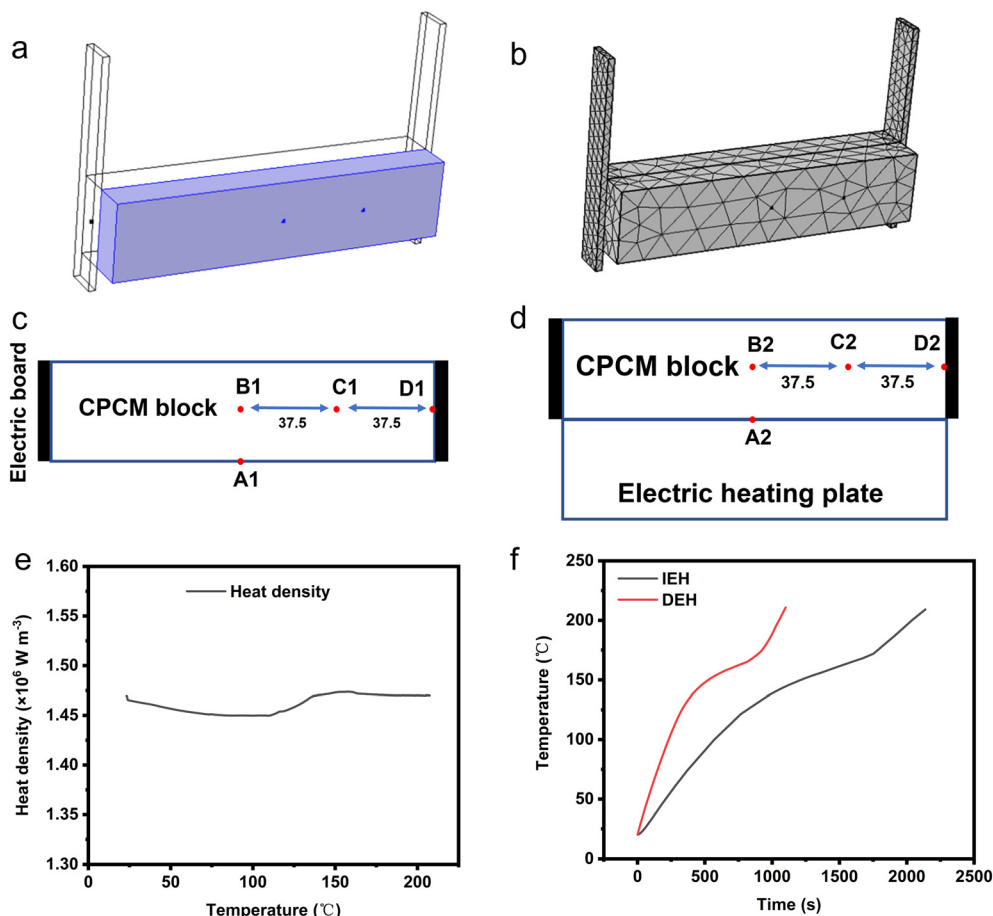 a
b
c
Electric board
CPCM block
B1
C1
D1
37.5
37.5
A1
d
CPCM block
B2
C2
D2
37.5
37.5
A2
Electric heating plate
e
Heat density
Heat density (×10⁶ W m⁻³)
1.60
1.55
1.50
1.45
1.40
1.35
1.30
0
50
100
150
200
Temperature (℃)
f
IEH
DEH
Temperature (℃)
250
200
150
100
50
0
0
500
1000
1500
2000
2500
Time (s)